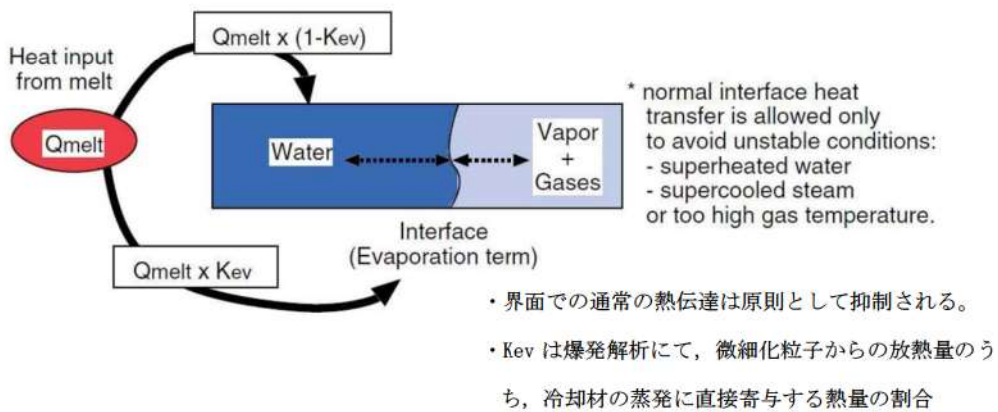 Qmelt x (1-Kev)
Heat input
from melt
Qmelt
Water
Vapor
+
Gases
* normal interface heat
transfer is allowed only
to avoid unstable conditions:
- superheated water
- supercooled steam
or too high gas temperature.
Interface
(Evaporation term)
Qmelt x Kev
・界面での通常の熱伝達は原則として抑制される。
・Kev は爆発解析にて，微細化粒子からの放熱量のう
ち，冷却材の蒸発に直接寄与する熱量の割合